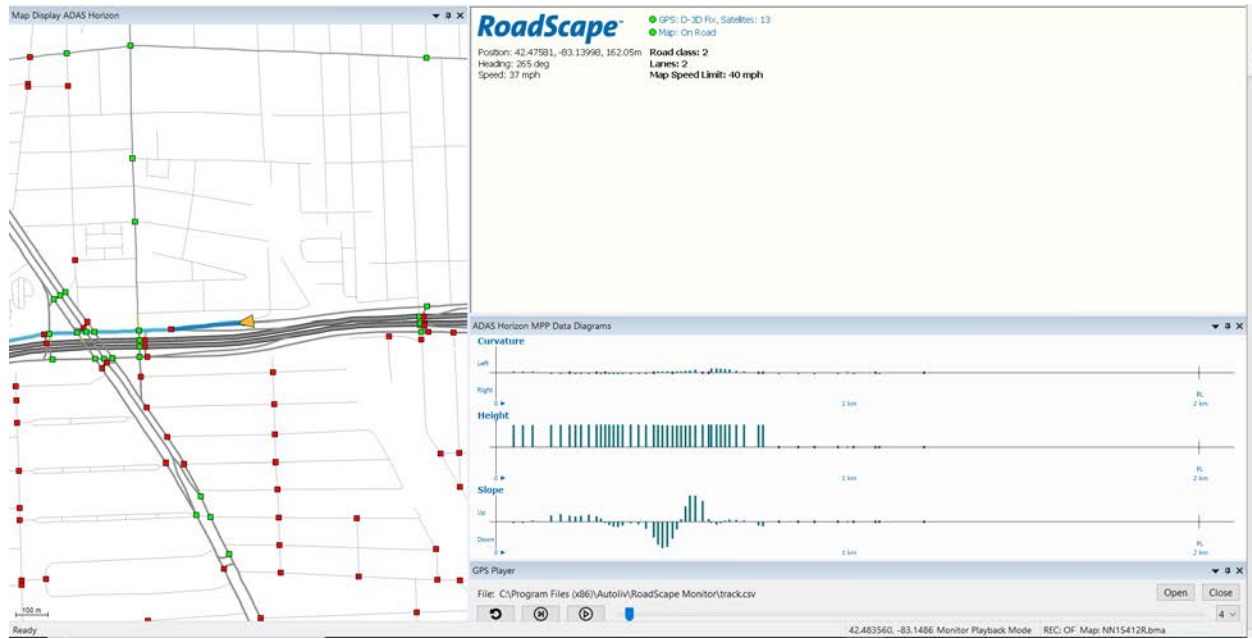 Map Display ADAS Horizon
100 m
RoadScape
GPS: D-3D Fix, Satellites: 13
Map: On Road
Position: 42.47581, -83.13998, 162.05m
Heading: 265 deg
Speed: 37 mph
Road class: 2
Lanes: 2
Map Speed Limit: 40 mph
ADAS Horizon MPP Data Diagrams
Curvature
Left
Right
0
1 km
PL
2 km
Height
0
1 km
PL
2 km
Slope
Up
Down
0
1 km
PL
2 km
GPS Player
File: C:\Program Files (x86)\Autoliv\RoadScape Monitor\track.csv
Open
Close
4
Ready
42.483560, -83.1486 Monitor Playback Mode REC: OF Map: NN15412R.bma